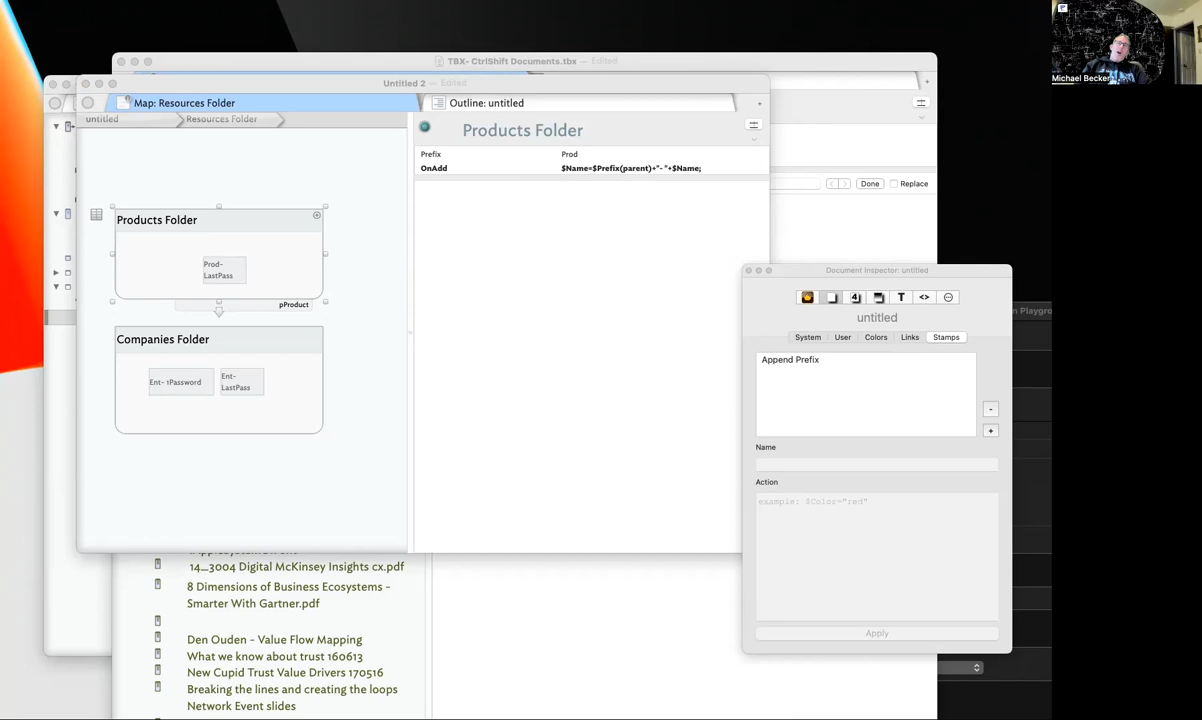 Michael Becker
TBX- CtrlShift Documents.tbx — Edited
Untitled 2 — Edited
Map: Resources Folder
Outline: untitled
untitled
Resources Folder
Products Folder
Prefix
Prod
OnAdd
$Name=$Prefix(parent)+"- "+$Name;
Done
Replace
Products Folder
Prod-
LastPass
pProduct
Companies Folder
Ent- 1Password
Ent-
LastPass
Document Inspector: untitled
untitled
System
User
Colors
Links
Stamps
Append Prefix
-
+
Name
Action
example: $Color="red"
Apply
14_3004 Digital McKinsey Insights cx.pdf
8 Dimensions of Business Ecosystems -
Smarter With Gartner.pdf
Den Ouden - Value Flow Mapping
What we know about trust 160613
New Cupid Trust Value Drivers 170516
Breaking the lines and creating the loops
Network Event slides